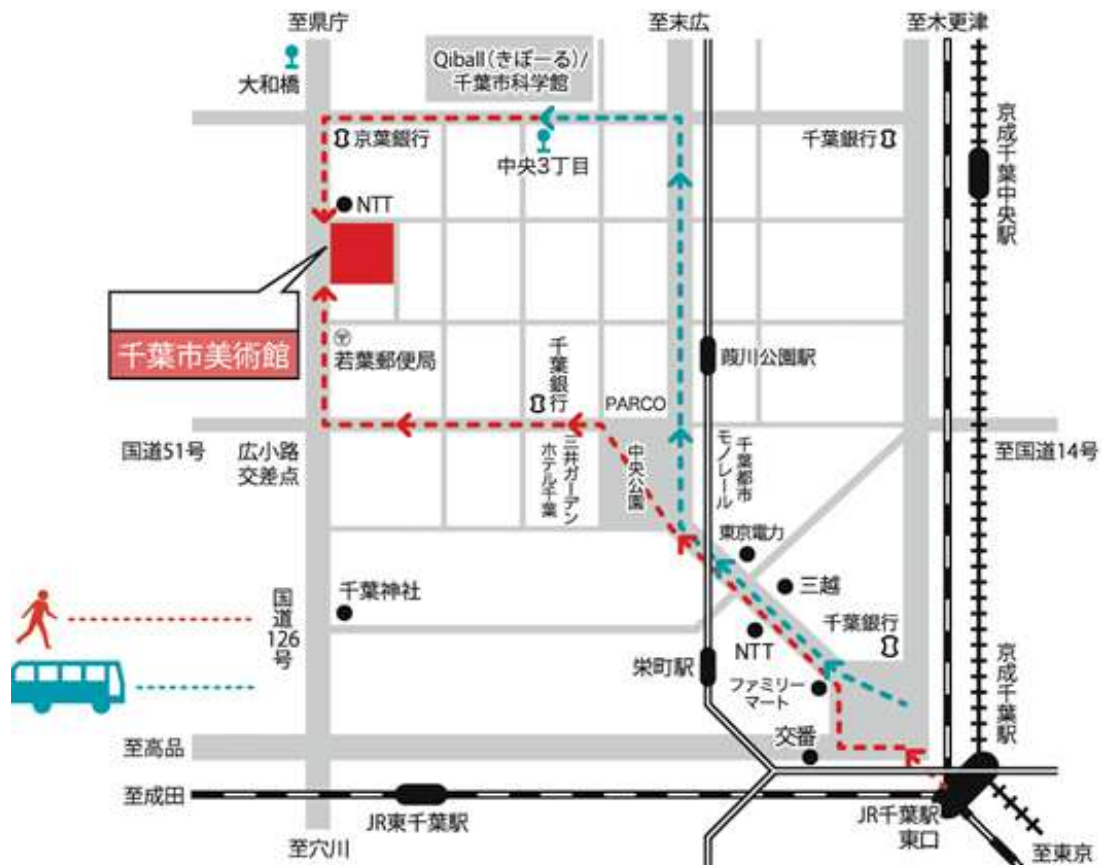 至県庁
至末広
至木更津
大和橋
Qiball（きぼーる）/
千葉市科学館
京葉銀行
中央3丁目
千葉銀行
京成千葉中央駅
NTT
千葉市美術館
若葉郵便局
千葉銀行
PARCO
葭川公園駅
国道51号
広小路
交差点
三井ガーデン
ホテル千葉
中央公園
千葉都市
モノレール
至国道14号
東京電力
三越
千葉神社
国道126号
千葉銀行
NTT
栄町駅
ファミリー
マート
京成千葉駅
交番
至高品
至成田
JR東千葉駅
JR千葉駅
東口
至穴川
至東京